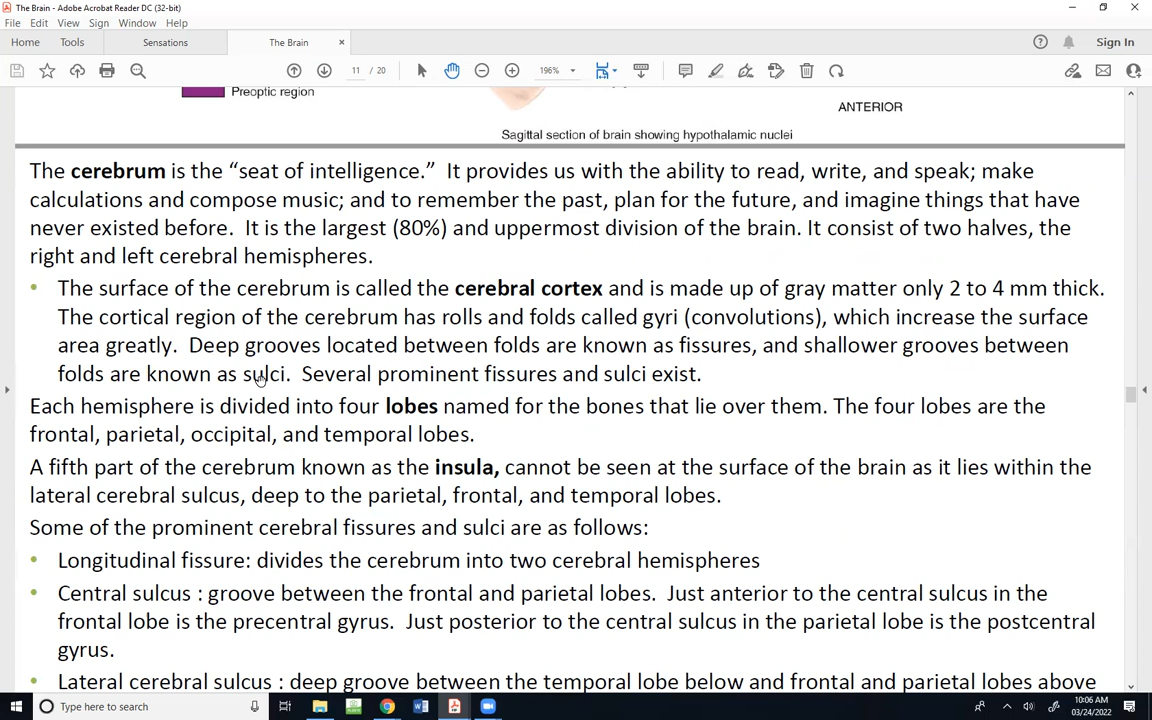 The Brain - Adobe Acrobat Reader DC (32-bit)
File Edit View Sign Window Help
Home Tools Sensations The Brain × Sign In
11 / 20 196%
Preoptic region
ANTERIOR
Sagittal section of brain showing hypothalamic nuclei
The cerebrum is the “seat of intelligence.” It provides us with the ability to read, write, and speak; make
calculations and compose music; and to remember the past, plan for the future, and imagine things that have
never existed before. It is the largest (80%) and uppermost division of the brain. It consist of two halves, the
right and left cerebral hemispheres.
• The surface of the cerebrum is called the cerebral cortex and is made up of gray matter only 2 to 4 mm thick.
The cortical region of the cerebrum has rolls and folds called gyri (convolutions), which increase the surface
area greatly. Deep grooves located between folds are known as fissures, and shallower grooves between
folds are known as sulci. Several prominent fissures and sulci exist.
Each hemisphere is divided into four lobes named for the bones that lie over them. The four lobes are the
frontal, parietal, occipital, and temporal lobes.
A fifth part of the cerebrum known as the insula, cannot be seen at the surface of the brain as it lies within the
lateral cerebral sulcus, deep to the parietal, frontal, and temporal lobes.
Some of the prominent cerebral fissures and sulci are as follows:
• Longitudinal fissure: divides the cerebrum into two cerebral hemispheres
• Central sulcus : groove between the frontal and parietal lobes. Just anterior to the central sulcus in the
frontal lobe is the precentral gyrus. Just posterior to the central sulcus in the parietal lobe is the postcentral
gyrus.
• Lateral cerebral sulcus : deep groove between the temporal lobe below and frontal and parietal lobes above
Type here to search
10:06 AM
03/24/2022